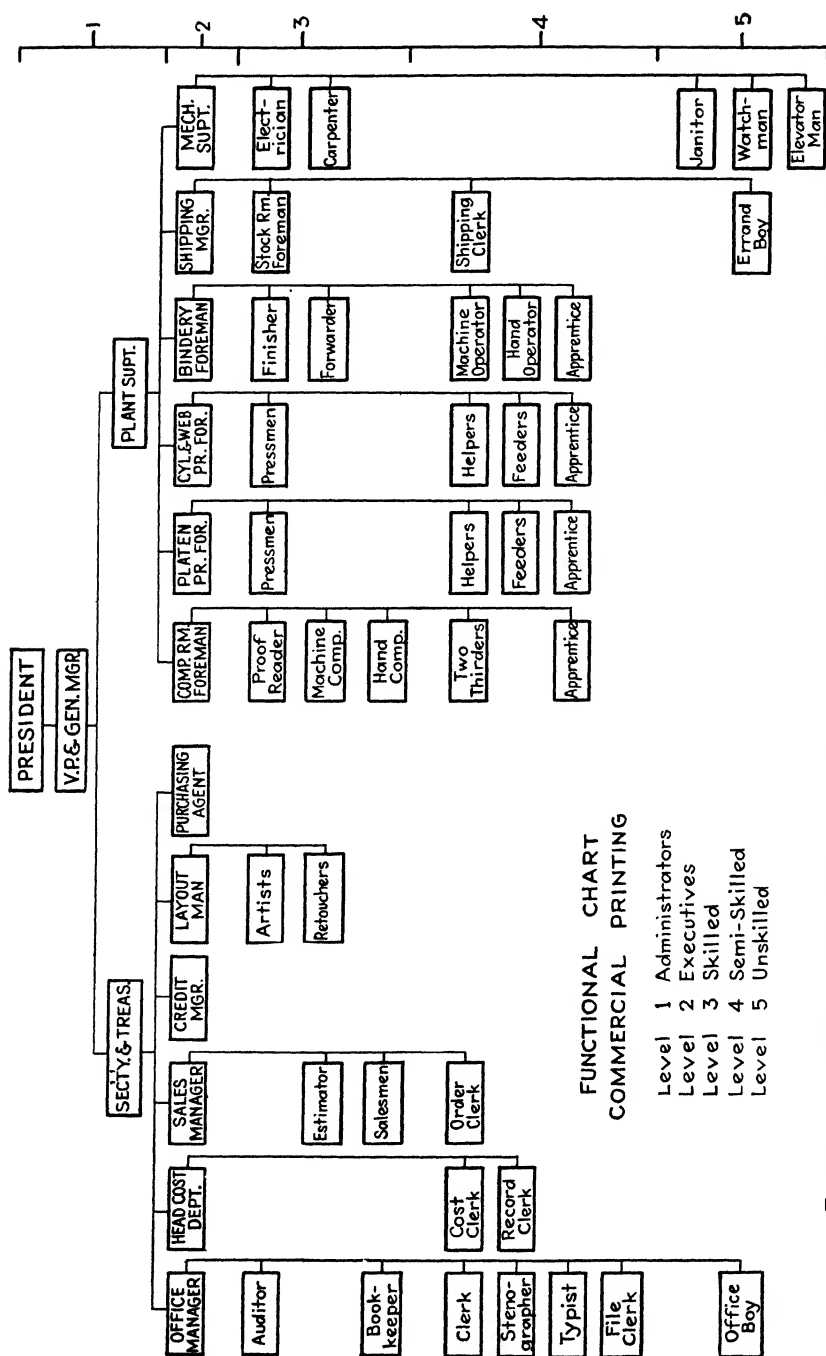 PRESIDENT
V.P. & GEN. MGR.
SECT'Y. & TREAS.
PLANT SUPT.
OFFICE
MANAGER
HEAD COST
DEPT.
SALES
MANAGER
CREDIT
MGR.
LAYOUT
MAN
PURCHASING
AGENT
COMP. RM.
FOREMAN
PLATEN
PR. FOR.
CYL. & WEB
PR. FOR.
BINDERY
FOREMAN
SHIPPING
MGR.
MECH.
SUPT.
Auditor
Book-
keeper
Clerk
Steno-
grapher
Typist
File
Clerk
Office
Boy
Cost
Clerk
Record
Clerk
Estimator
Salesmen
Order
Clerk
Artists
Retouchers
Proof
Reader
Machine
Comp.
Hand
Comp.
Two
Thirders
Apprentice
Pressmen
Helpers
Feeders
Apprentice
Pressmen
Helpers
Feeders
Apprentice
Finisher
Forwarder
Machine
Operator
Hand
Operator
Apprentice
Stock Rm.
Foreman
Shipping
Clerk
Errand
Boy
Elect-
rician
Carpenter
Janitor
Watch-
man
Elevator
Man
1
2
3
4
5
FUNCTIONAL CHART
COMMERCIAL PRINTING
Level 1 Administrators
Level 2 Executives
Level 3 Skilled
Level 4 Semi-Skilled
Level 5 Unskilled